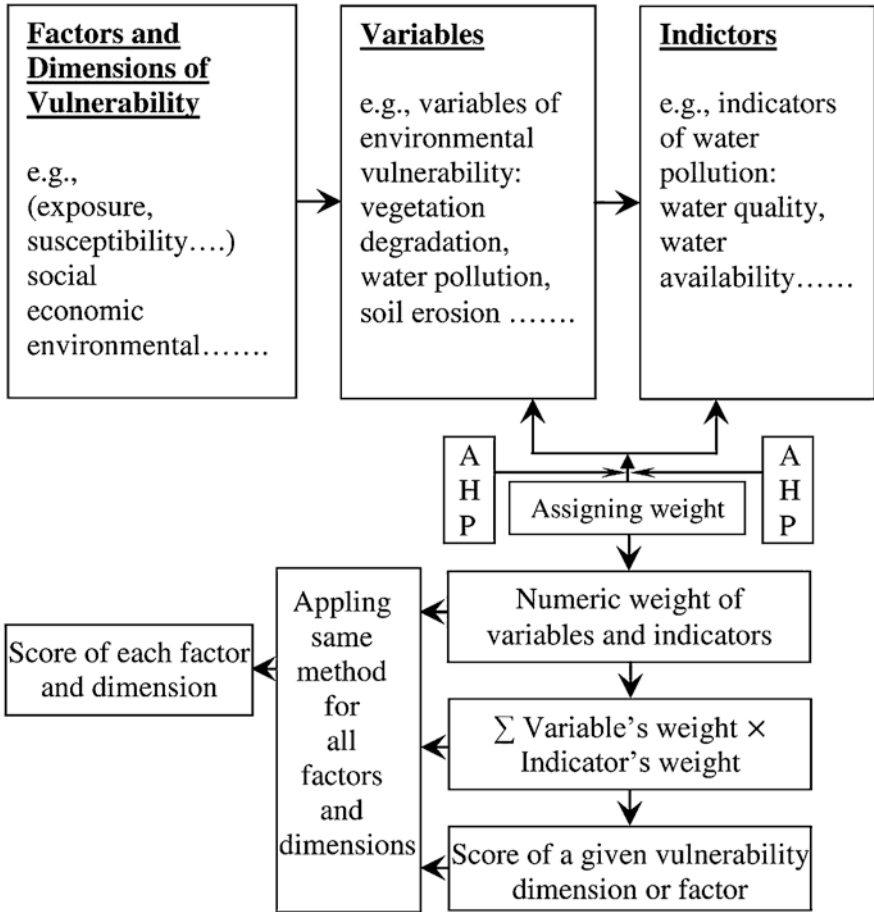 Factors and
Dimensions of
Vulnerability
e.g.,
(exposure,
susceptibility….)
social
economic
environmental…….
Variables
e.g., variables of
environmental
vulnerability:
vegetation
degradation,
water pollution,
soil erosion …….
Indictors
e.g., indicators
of water
pollution:
water quality,
water
availability……
A
H
P
Assigning weight
A
H
P
Numeric weight of
variables and indicators
∑ Variable’s weight ×
Indicator’s weight
Score of a given vulnerability
dimension or factor
Appling
same
method
for
all
factors
and
dimensions
Score of each factor
and dimension